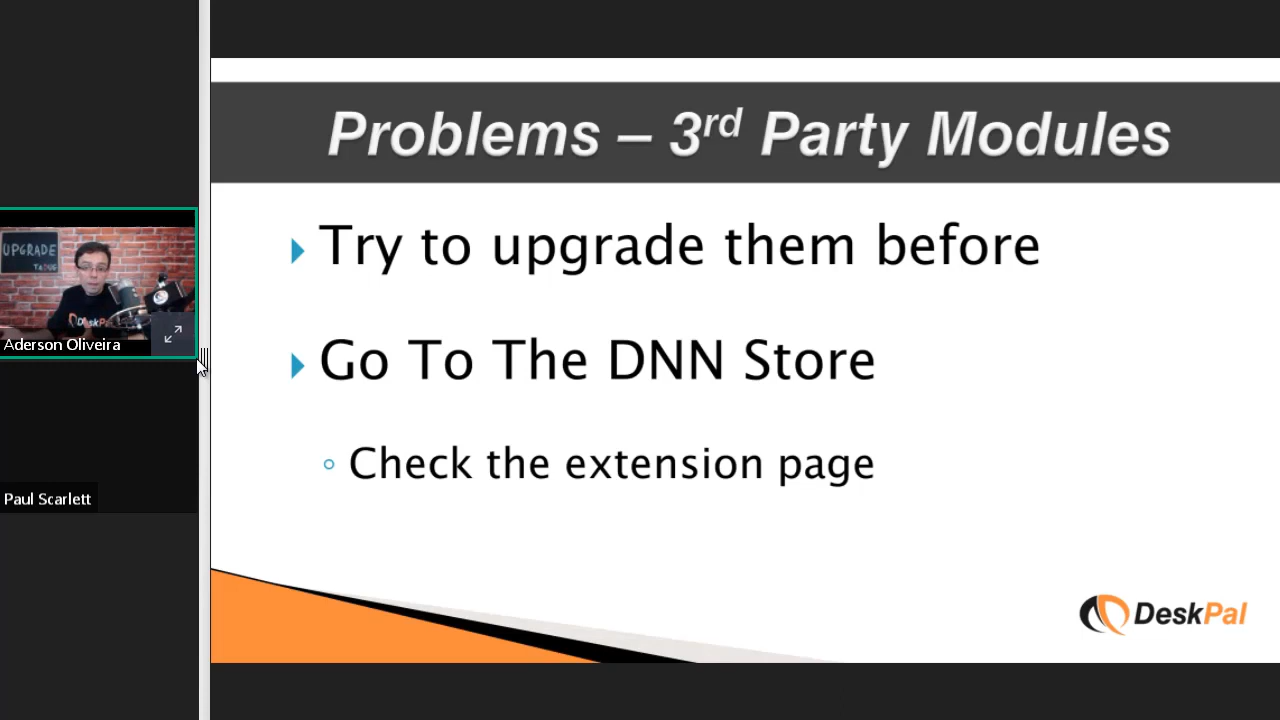 Problems – 3rd Party Modules
Try to upgrade them before
Go To The DNN Store
Check the extension page
DeskPal
UPGRADE
DeskPal
Aderson Oliveira
Paul Scarlett